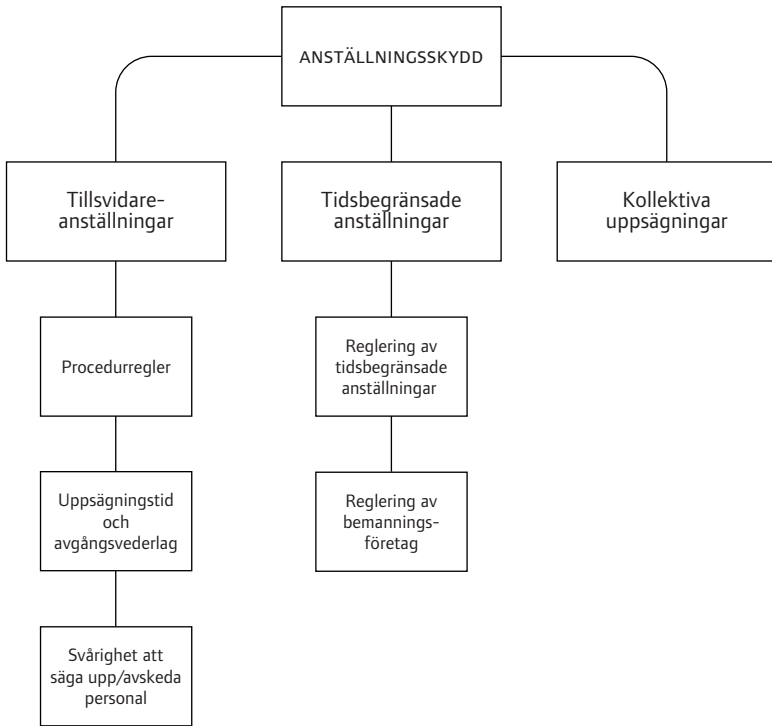 ANSTÄLLNINGSSKYDD
Tillsvidare-
anställningar
Tidsbegränsade
anställningar
Kollektiva
uppsägningar
Procedurregler
Reglering av
tidsbegränsade
anställningar
Uppsägningstid
och
avgångsvederlag
Reglering av
bemannings-
företag
Svårighet att
säga upp/avskeda
personal